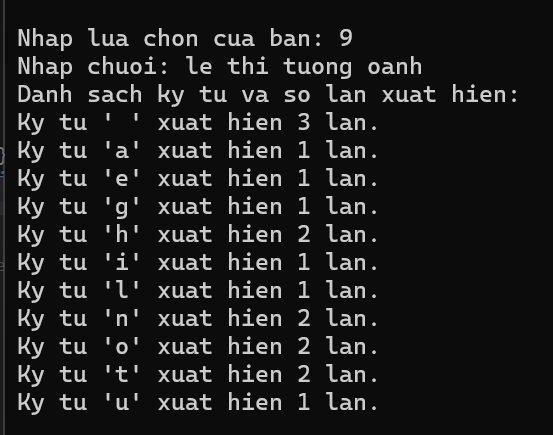 Nhap lua chon cua ban: 9
Nhap chuoi: le thi tuong oanh
Danh sach ky tu va so lan xuat hien:
Ky tu ' ' xuat hien 3 lan.
Ky tu 'a' xuat hien 1 lan.
Ky tu 'e' xuat hien 1 lan.
Ky tu 'g' xuat hien 1 lan.
Ky tu 'h' xuat hien 2 lan.
Ky tu 'i' xuat hien 1 lan.
Ky tu 'l' xuat hien 1 lan.
Ky tu 'n' xuat hien 2 lan.
Ky tu 'o' xuat hien 2 lan.
Ky tu 't' xuat hien 2 lan.
Ky tu 'u' xuat hien 1 lan.